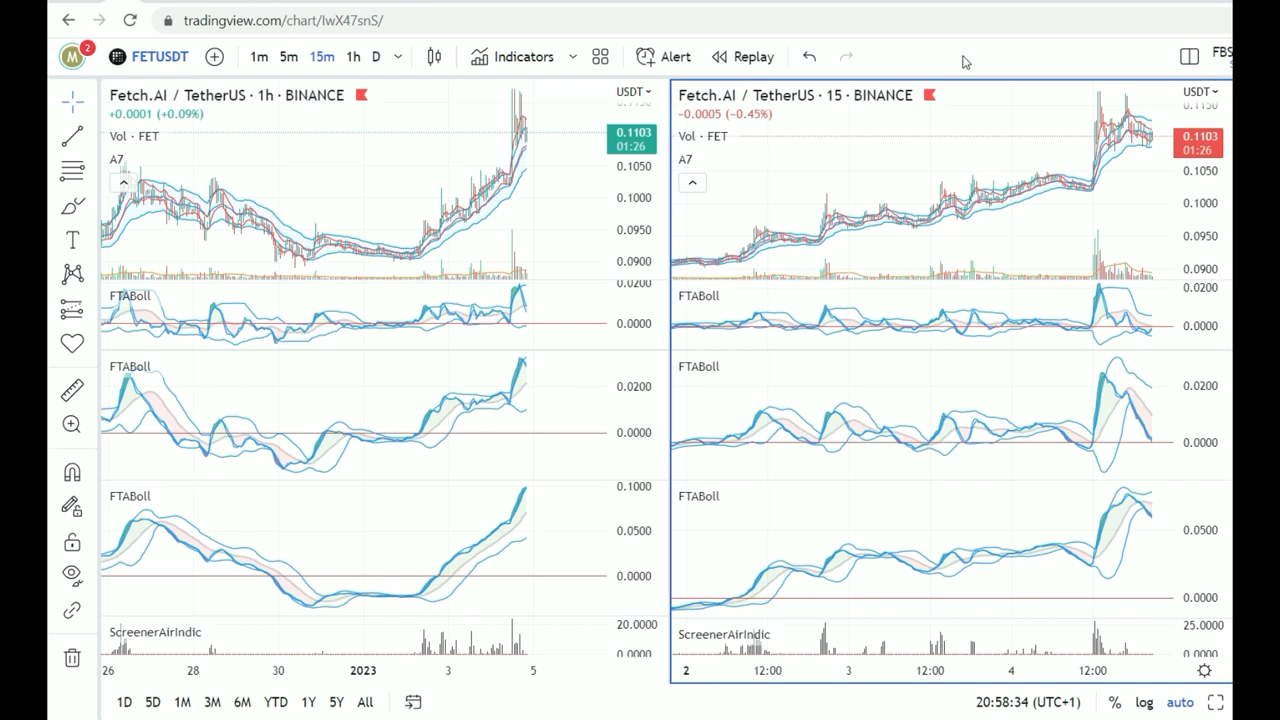 tradingview.com/chart/IwX47snS/
M 2 FETUSDT 1m 5m 15m 1h D Indicators Alert Replay FBS
Fetch.AI / TetherUS · 1h · BINANCE
+0.0001 (+0.09%)
Vol · FET
A7
USDT
0.1150
0.1103
01:26
0.1050
0.1000
0.0950
0.0900
FTABoll
0.0200
0.0000
FTABoll
0.0200
0.0000
FTABoll
0.1000
0.0500
0.0000
ScreenerAirIndic
20.0000
0.0000
26 28 30 2023 3 5
Fetch.AI / TetherUS · 15 · BINANCE
−0.0005 (−0.45%)
Vol · FET
A7
USDT
0.1150
0.1103
01:26
0.1050
0.1000
0.0950
0.0900
FTABoll
0.0200
0.0000
FTABoll
0.0200
0.0000
FTABoll
0.0500
0.0000
ScreenerAirIndic
25.0000
0.0000
2 12:00 3 12:00 4 12:00
1D 5D 1M 3M 6M YTD 1Y 5Y All 20:58:34 (UTC+1) % log auto